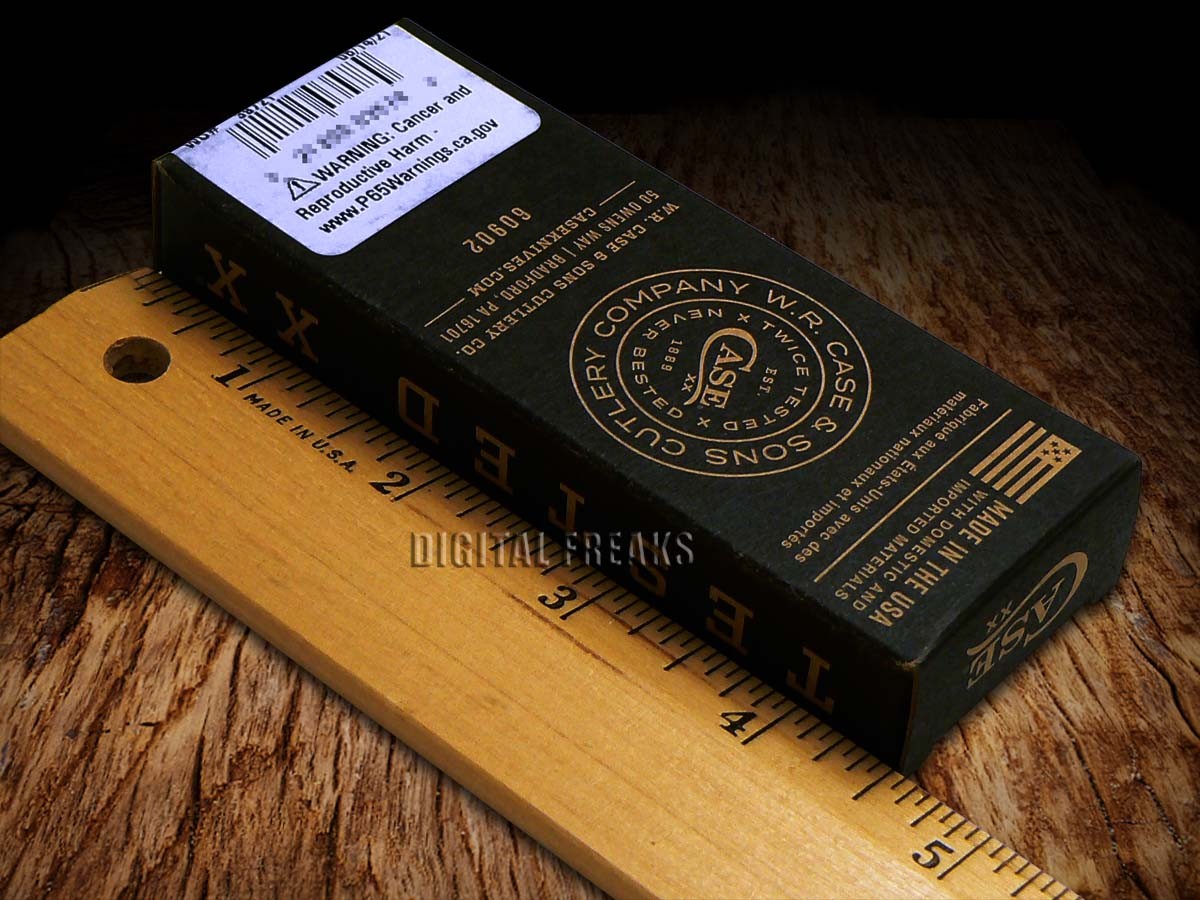 06/14/21
⚠WARNING: Cancer and
Reproductive Harm -
www.P65Warnings.ca.gov
60902
W.R. CASE & SONS CUTLERY CO.
50 OWENS WAY | BRADFORD, PA 16701
CASEKNIVES.COM
W.R. CASE & SONS CUTLERY COMPANY
NEVER X TWICE TESTED X BESTED
EST.
1889
CASE
XX
MADE IN THE USA
WITH DOMESTIC AND
IMPORTED MATERIALS
Fabriqué aux États-Unis avec des
matériaux nationaux et importés
TESTED XX
CASE
XX
1 2 3 4 5
MADE IN U.S.A.
DIGITAL FREAKS